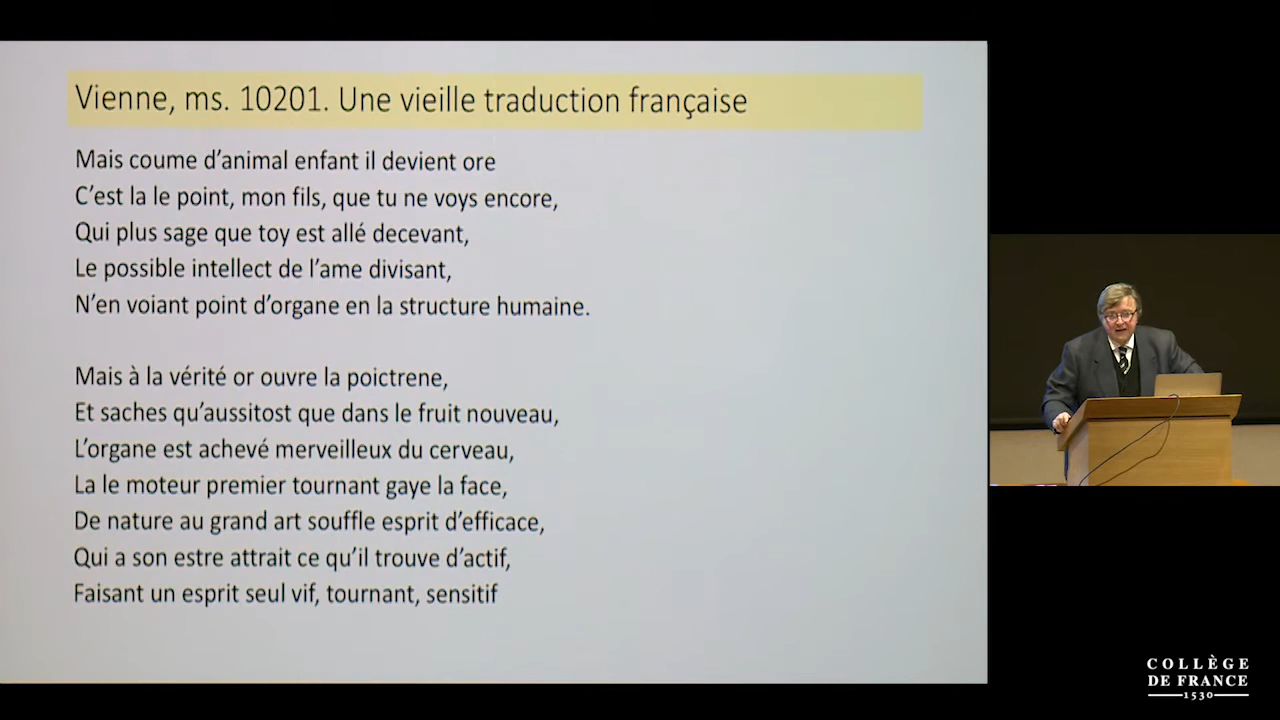 Vienne, ms. 10201. Une vieille traduction française
Mais coume d’animal enfant il devient ore
C’est la le point, mon fils, que tu ne voys encore,
Qui plus sage que toy est allé decevant,
Le possible intellect de l’ame divisant,
N’en voiant point d’organe en la structure humaine.
Mais à la vérité or ouvre la poictrene,
Et saches qu’aussitost que dans le fruit nouveau,
L’organe est achevé merveilleux du cerveau,
La le moteur premier tournant gaye la face,
De nature au grand art souffle esprit d’efficace,
Qui a son estre attrait ce qu’il trouve d’actif,
Faisant un esprit seul vif, tournant, sensitif
COLLÈGE
DE FRANCE
1530